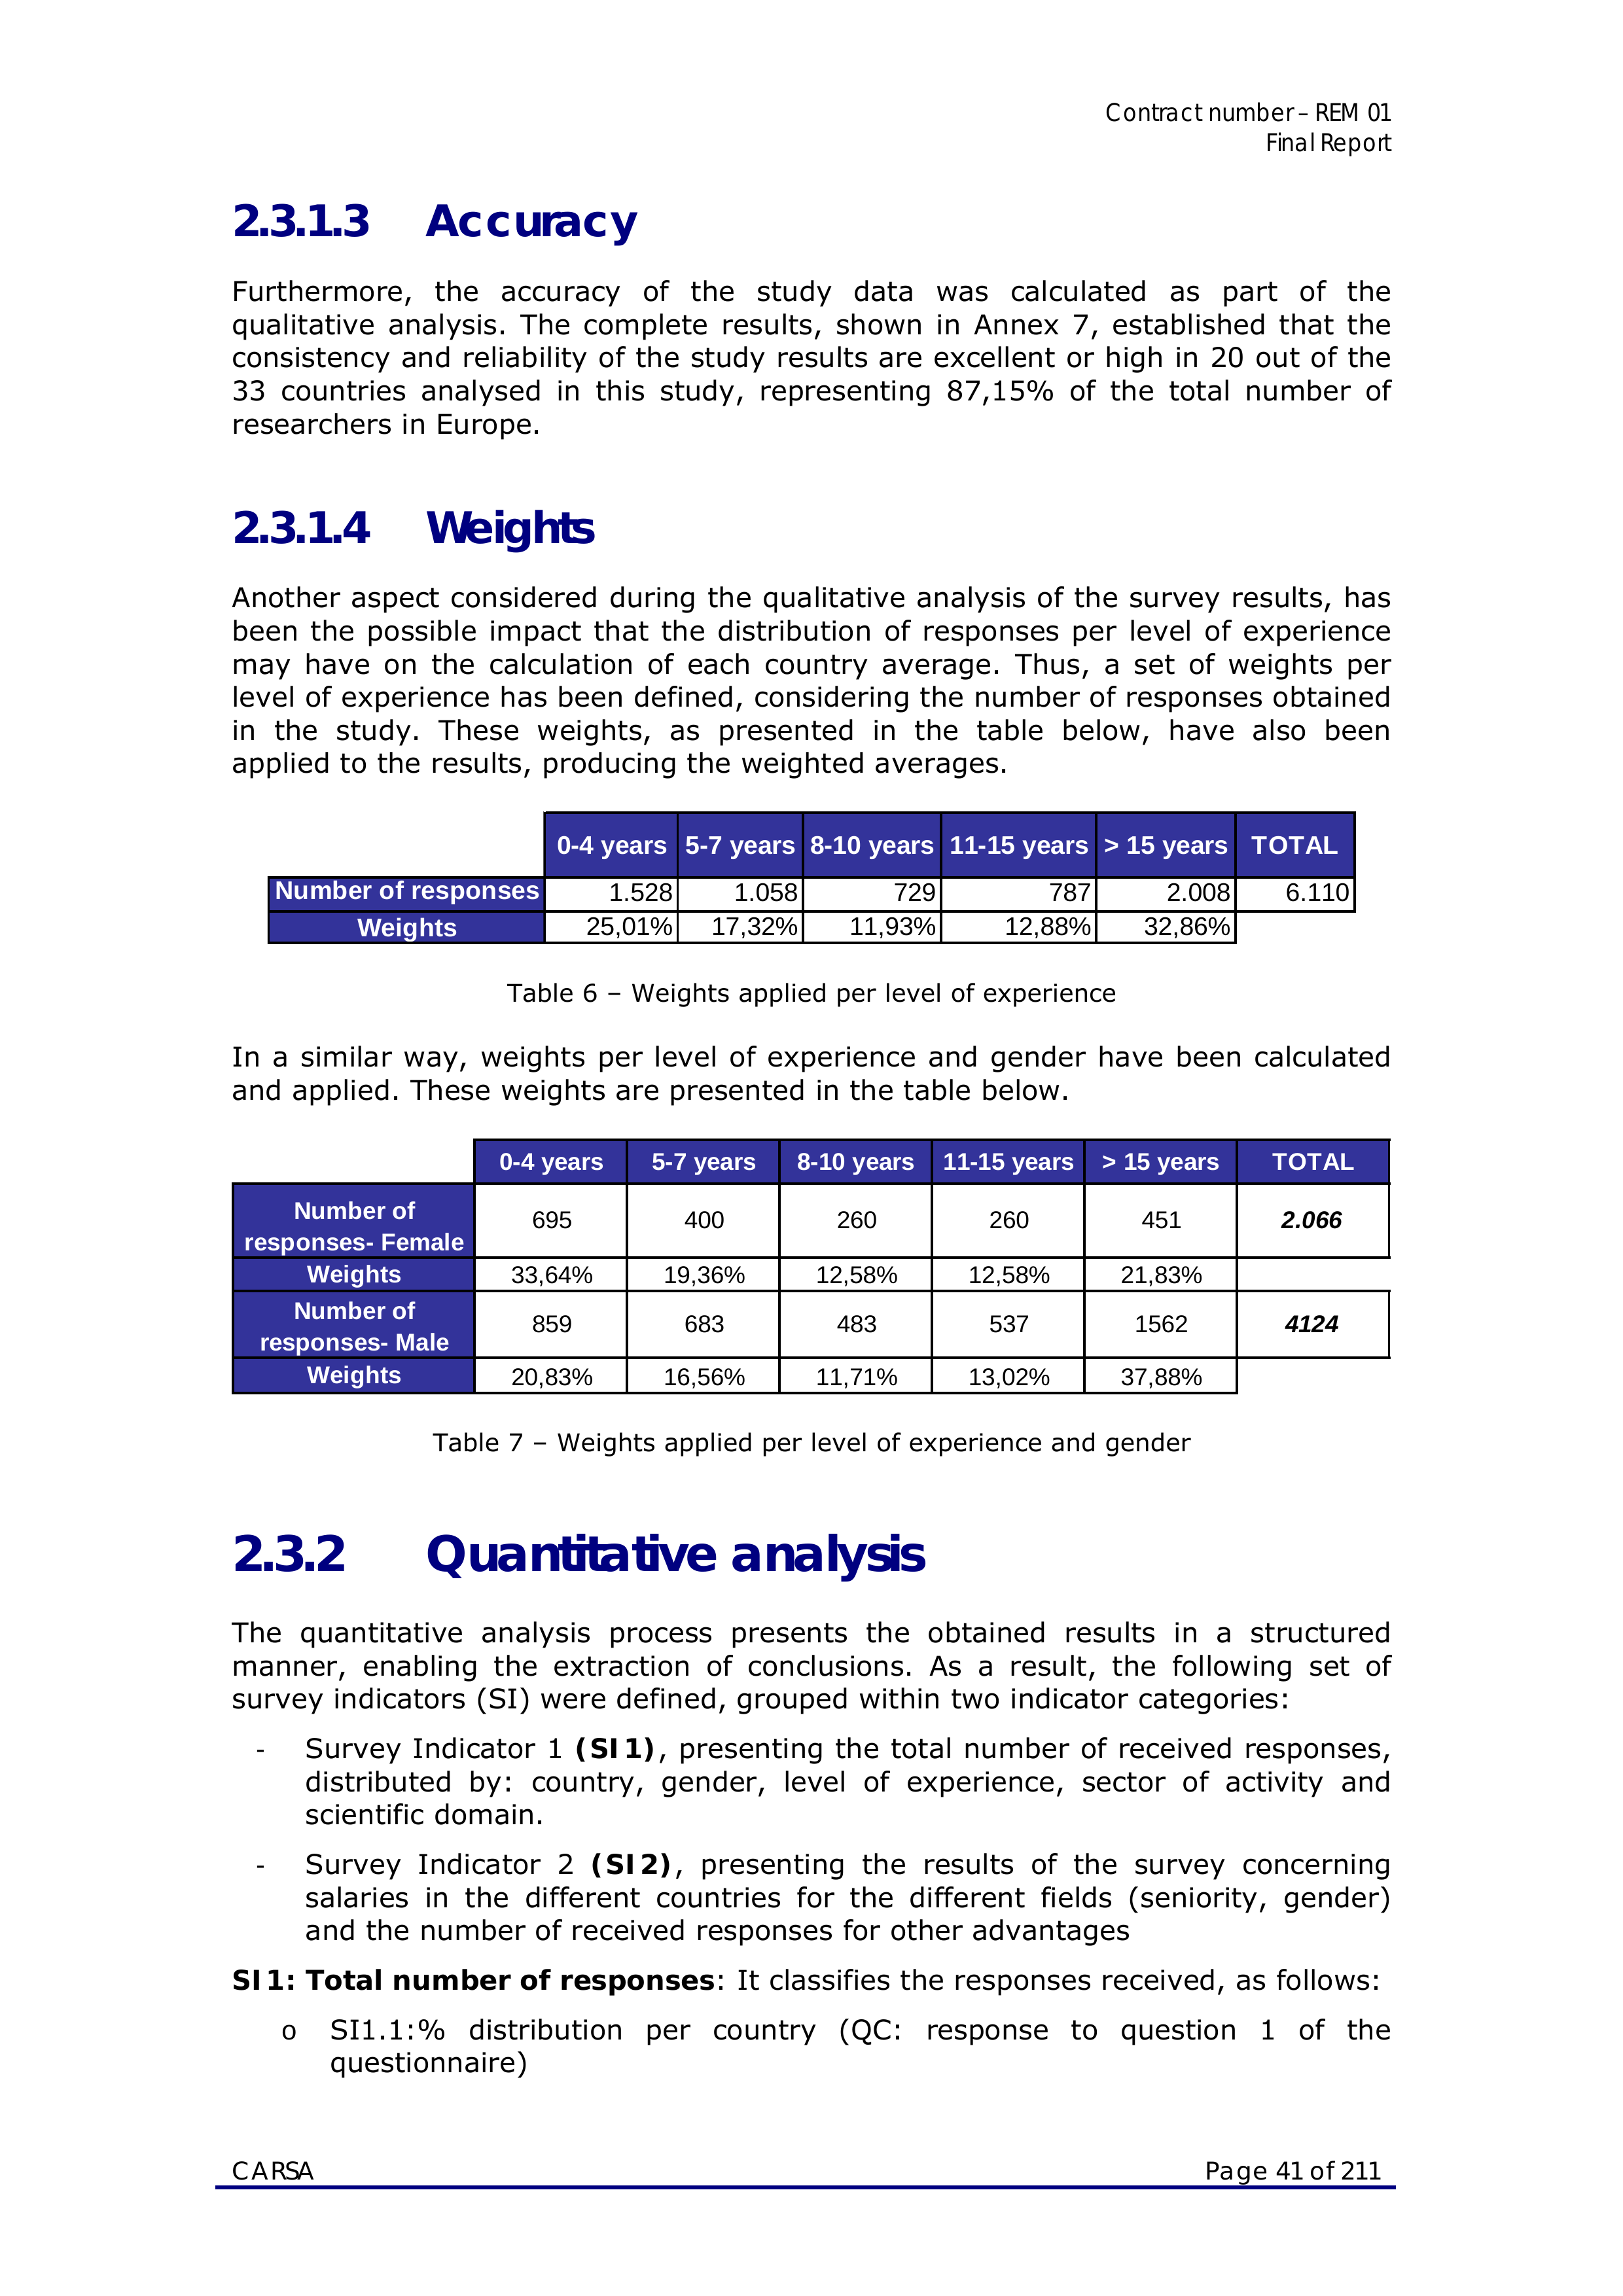 Contract number – REM 01
Final Report
2.3.1.3 Accuracy
Furthermore, the accuracy of the study data was calculated as part of the
qualitative analysis. The complete results, shown in Annex 7, established that the
consistency and reliability of the study results are excellent or high in 20 out of the
33 countries analysed in this study, representing 87,15% of the total number of
researchers in Europe.
2.3.1.4 Weights
Another aspect considered during the qualitative analysis of the survey results, has
been the possible impact that the distribution of responses per level of experience
may have on the calculation of each country average. Thus, a set of weights per
level of experience has been defined, considering the number of responses obtained
in the study. These weights, as presented in the table below, have also been
applied to the results, producing the weighted averages.
0-4 years 5-7 years 8-10 years 11-15 years > 15 years TOTAL
Number of responses 1.528 1.058 729 787 2.008 6.110
Weights 25,01% 17,32% 11,93% 12,88% 32,86%
Table 6 – Weights applied per level of experience
In a similar way, weights per level of experience and gender have been calculated
and applied. These weights are presented in the table below.
0-4 years 5-7 years 8-10 years 11-15 years > 15 years TOTAL
Number of
responses- Female 695 400 260 260 451 2.066
Weights 33,64% 19,36% 12,58% 12,58% 21,83%
Number of
responses- Male 859 683 483 537 1562 4124
Weights 20,83% 16,56% 11,71% 13,02% 37,88%
Table 7 – Weights applied per level of experience and gender
2.3.2 Quantitative analysis
The quantitative analysis process presents the obtained results in a structured
manner, enabling the extraction of conclusions. As a result, the following set of
survey indicators (SI) were defined, grouped within two indicator categories:
- Survey Indicator 1 (SI1), presenting the total number of received responses,
distributed by: country, gender, level of experience, sector of activity and
scientific domain.
- Survey Indicator 2 (SI2), presenting the results of the survey concerning
salaries in the different countries for the different fields (seniority, gender)
and the number of received responses for other advantages
SI1: Total number of responses: It classifies the responses received, as follows:
o SI1.1:% distribution per country (QC: response to question 1 of the
questionnaire)
CARSA Page 41 of 211